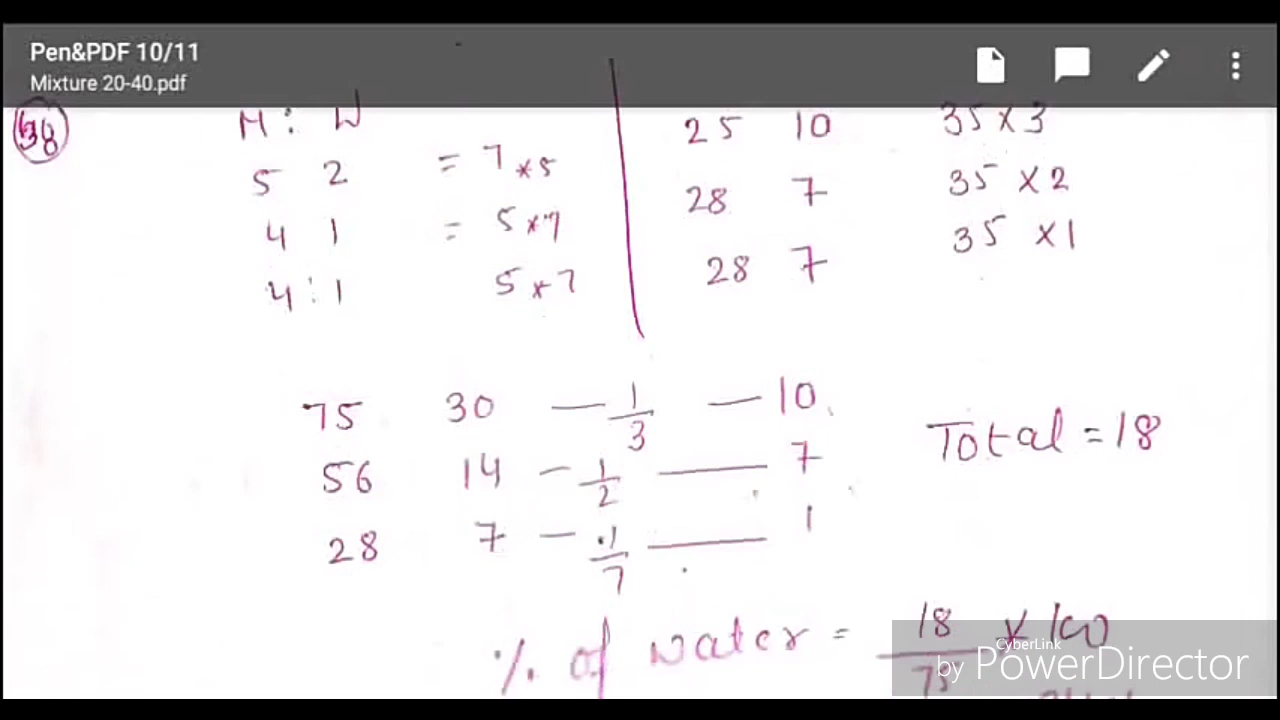 Pen&PDF 10/11
Mixture 20-40.pdf
38
M : W
5 2 = 7 * 5
4 1 = 5 * 7
4 : 1 5 * 7
25 10 35 x 3
28 7 35 x 2
28 7 35 x 1
75 30 — 1/3 — 10
56 14 — 1/2 — 7
28 7 — 1/7 — 1
Total = 18
% of water = 18/75 x 100
CyberLink
by PowerDirector